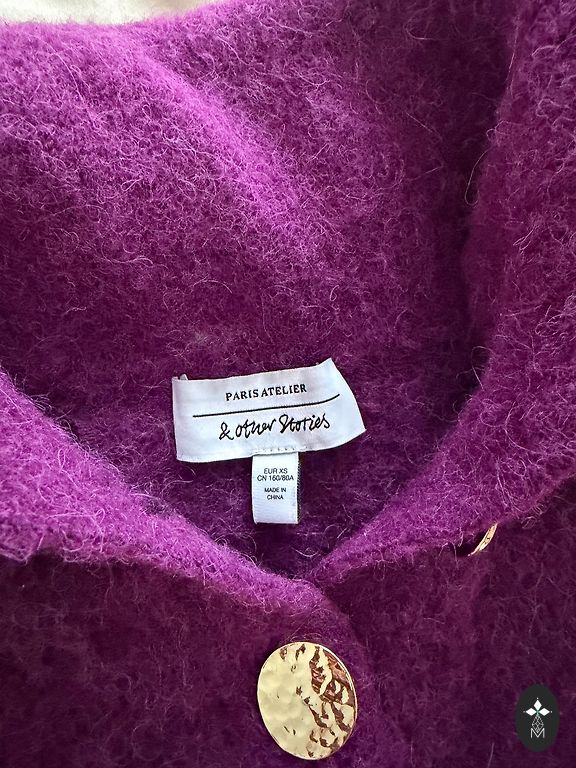 PARIS ATELIER
& other Stories
EUR XS
CN 160/80A
MADE IN
CHINA
M